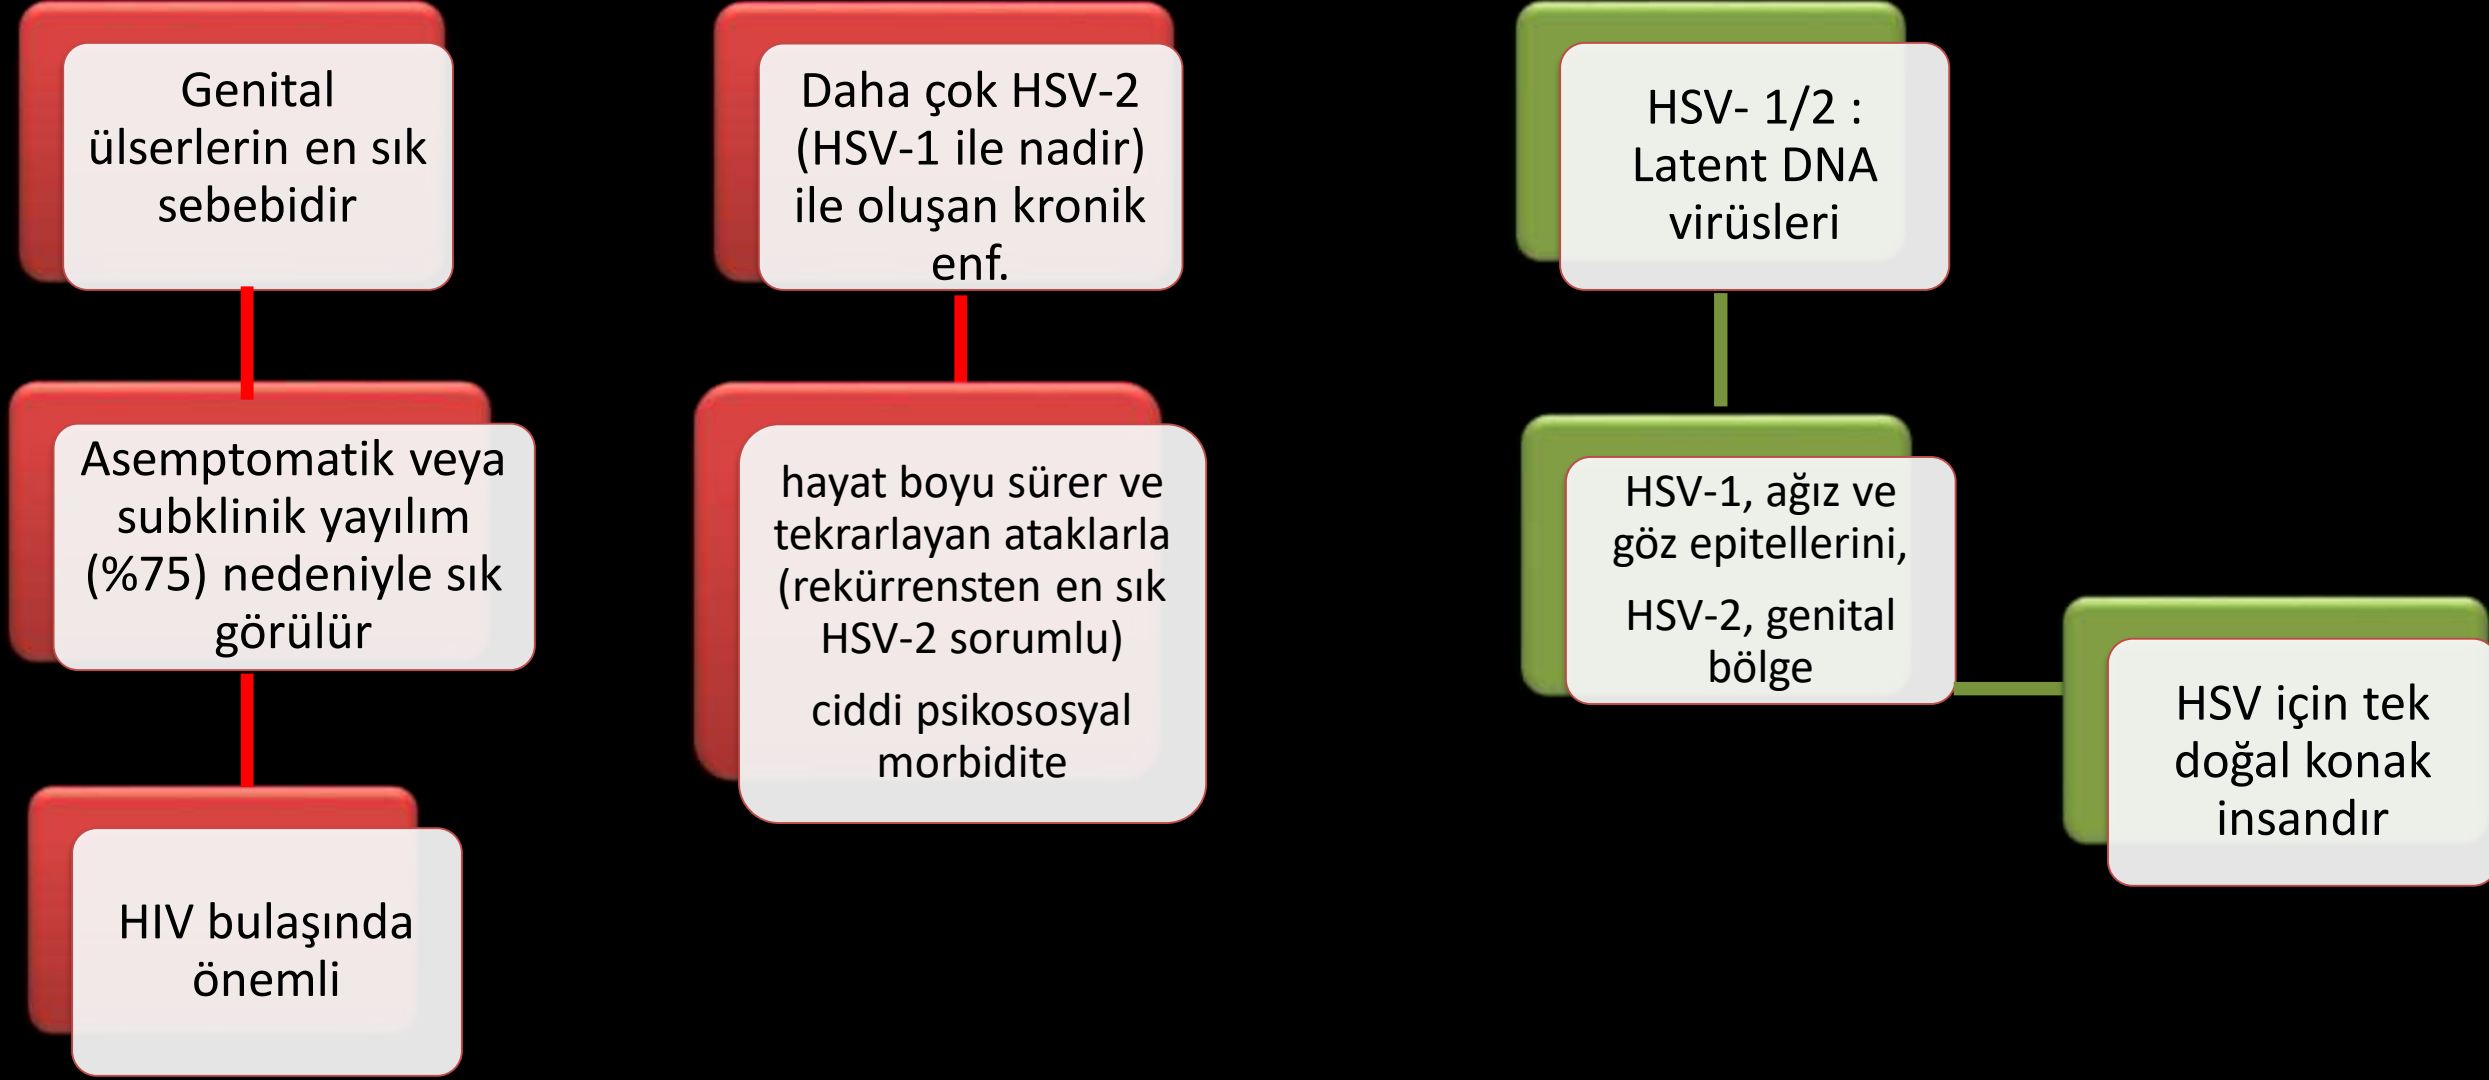 Genital
ülserlerin en sık
sebebidir
Asemptomatik veya
subklinik yayılım
(%75) nedeniyle sık
görülür
HIV bulaşında
önemli
Daha çok HSV-2
(HSV-1 ile nadir)
ile oluşan kronik
enf.
hayat boyu sürer ve
tekrarlayan ataklarla
(rekürrensten en sık
HSV-2 sorumlu)
ciddi psikososyal
morbidite
HSV- 1/2 :
Latent DNA
virüsleri
HSV-1, ağız ve
göz epitellerini,
HSV-2, genital
bölge
HSV için tek
doğal konak
insandır